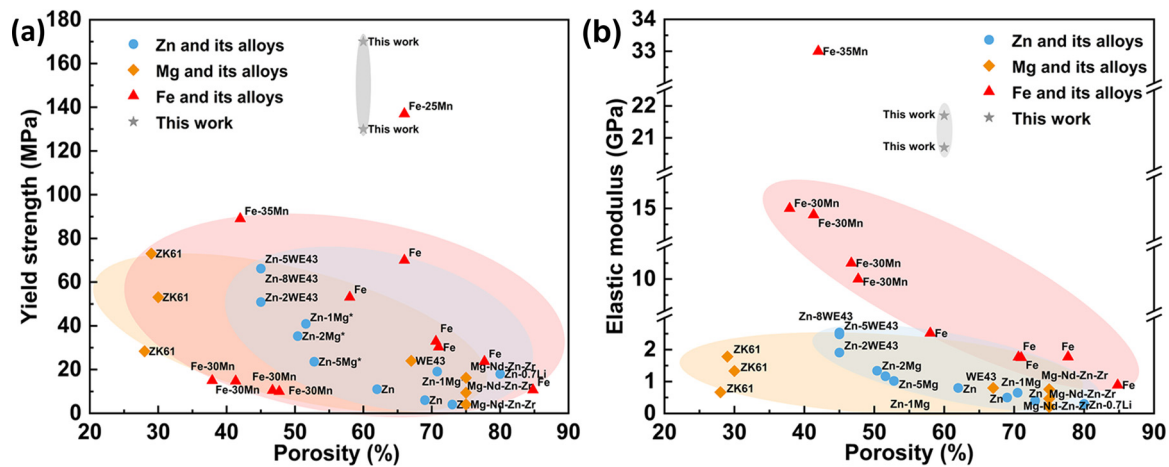 (a)
Yield strength (MPa)
180
160
140
120
100
80
60
40
20
0
Zn and its alloys
Mg and its alloys
Fe and its alloys
This work
This work
This work
Fe-25Mn
Fe-35Mn
ZK61
ZK61
ZK61
Zn-5WE43
Zn-8WE43
Zn-2WE43
Fe
Fe
Zn-1Mg*
Zn-2Mg*
Zn-5Mg*
Fe
Fe
WE43
Fe
Fe-30Mn
Fe-30Mn
Fe-30Mn
Fe-30Mn
Zn-1Mg
Mg-Nd-Zn-Zr
Mg-Nd-Zn-Zr
Mg-Nd-Zn-Zr
Zn-0.7Li
Fe
Zn
Zn
20
30
40
50
60
70
80
90
Porosity (%)
(b)
Elastic modulus (GPa)
33
22
21
15
10
2
1
0
Zn and its alloys
Mg and its alloys
Fe and its alloys
This work
Fe-35Mn
This work
This work
Fe-30Mn
Fe-30Mn
Fe-30Mn
Fe-30Mn
Zn-8WE43
Zn-5WE43
Zn-2WE43
Fe
Fe
Fe
Fe
Fe
ZK61
ZK61
ZK61
Zn-2Mg
Zn-5Mg
Zn-1Mg
WE43
Zn
Zn-1Mg
Zn
Zn
Mg-Nd-Zn-Zr
Mg-Nd-Zn-Zr
Mg-Nd-Zn-Zr
Zn-0.7Li
20
30
40
50
60
70
80
90
Porosity (%)